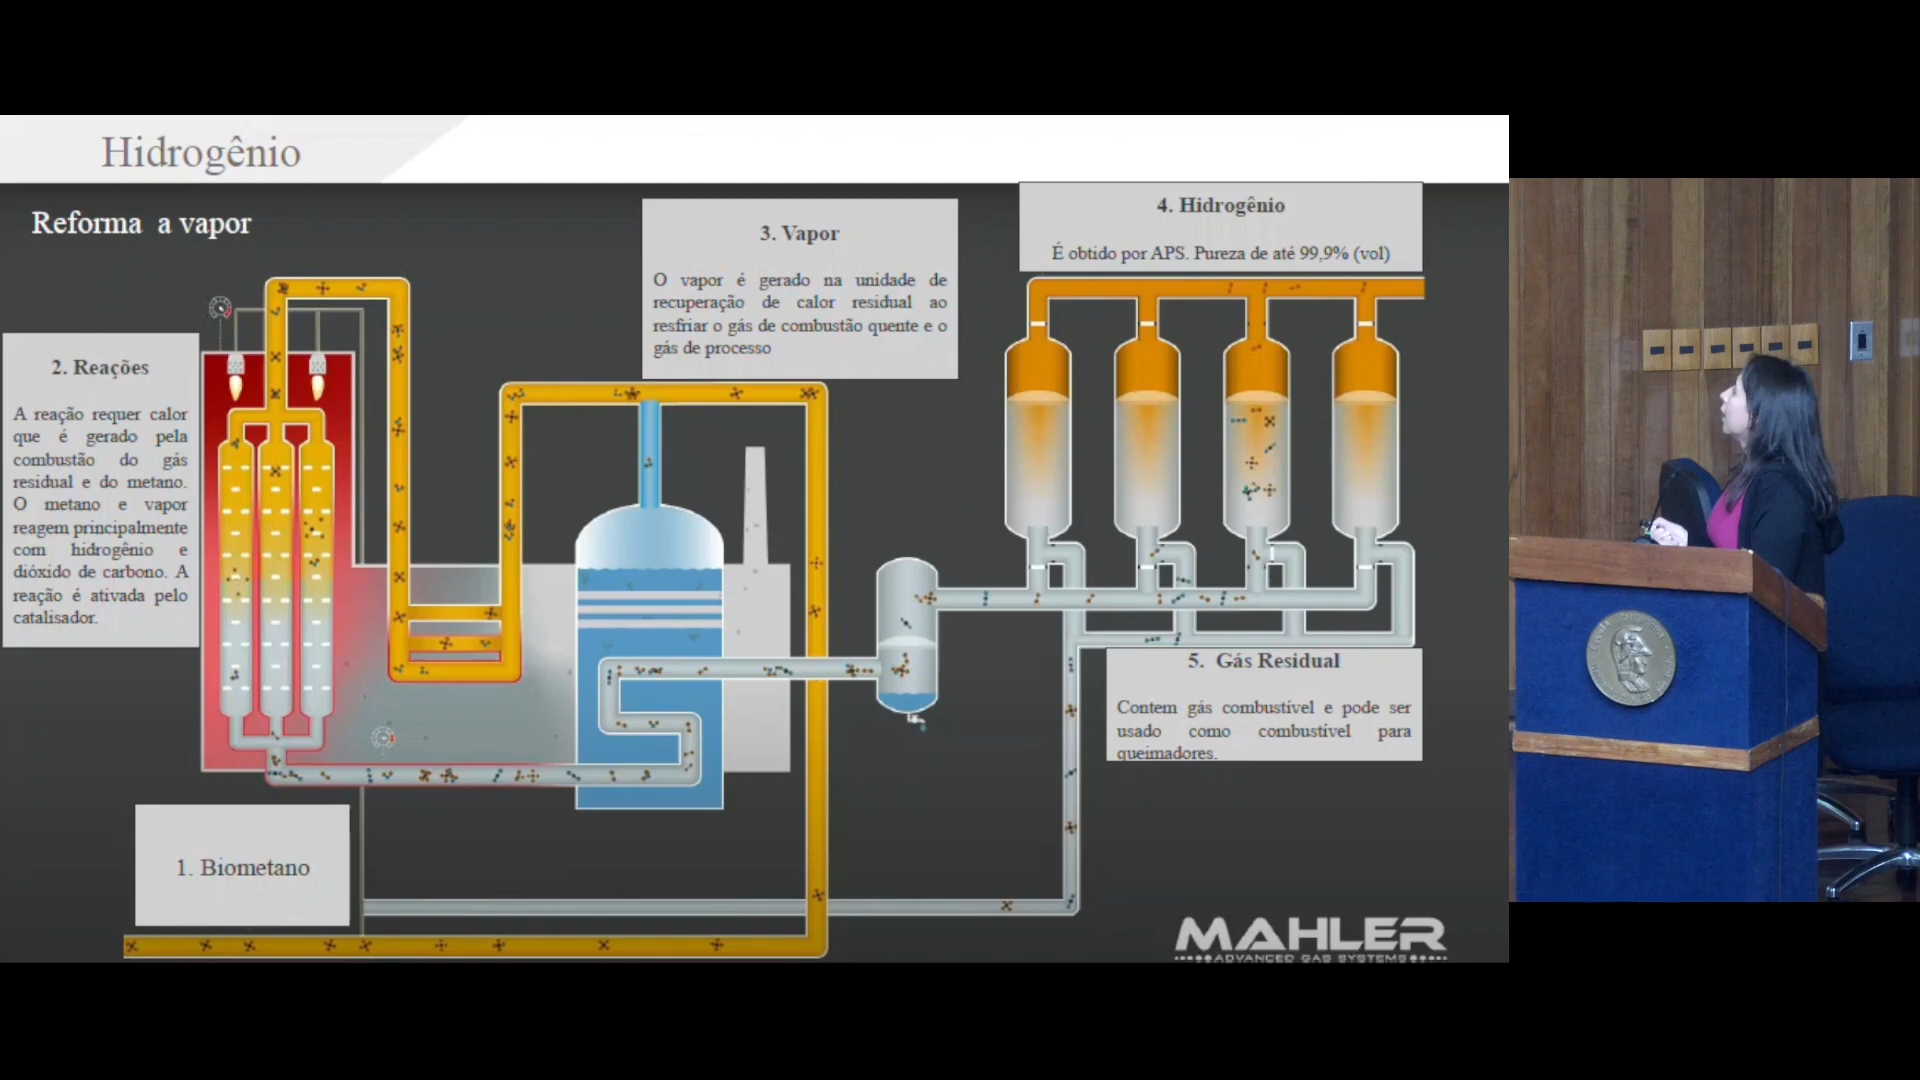 Hidrogênio
Reforma a vapor
2. Reações
A reação requer calor
que é gerado pela
combustão do gás
residual e do metano.
O metano e vapor
reagem principalmente
com hidrogênio e
dióxido de carbono. A
reação é ativada pelo
catalisador.
3. Vapor
O vapor é gerado na unidade de
recuperação de calor residual ao
resfriar o gás de combustão quente e o
gás de processo
4. Hidrogênio
É obtido por APS. Pureza de até 99,9% (vol)
5. Gás Residual
Contem gás combustível e pode ser
usado como combustível para
queimadores.
1. Biometano
MAHLER
ADVANCED GAS SYSTEMS